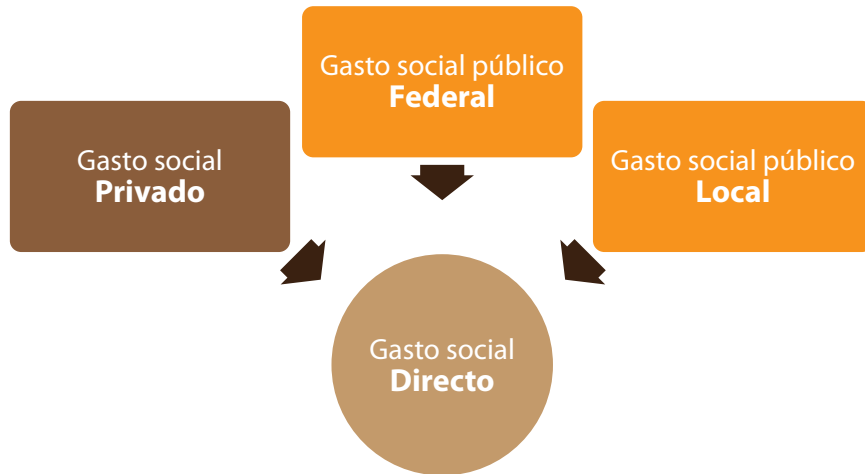 Gasto social
Privado
Gasto social público
Federal
Gasto social público
Local
Gasto social
Directo